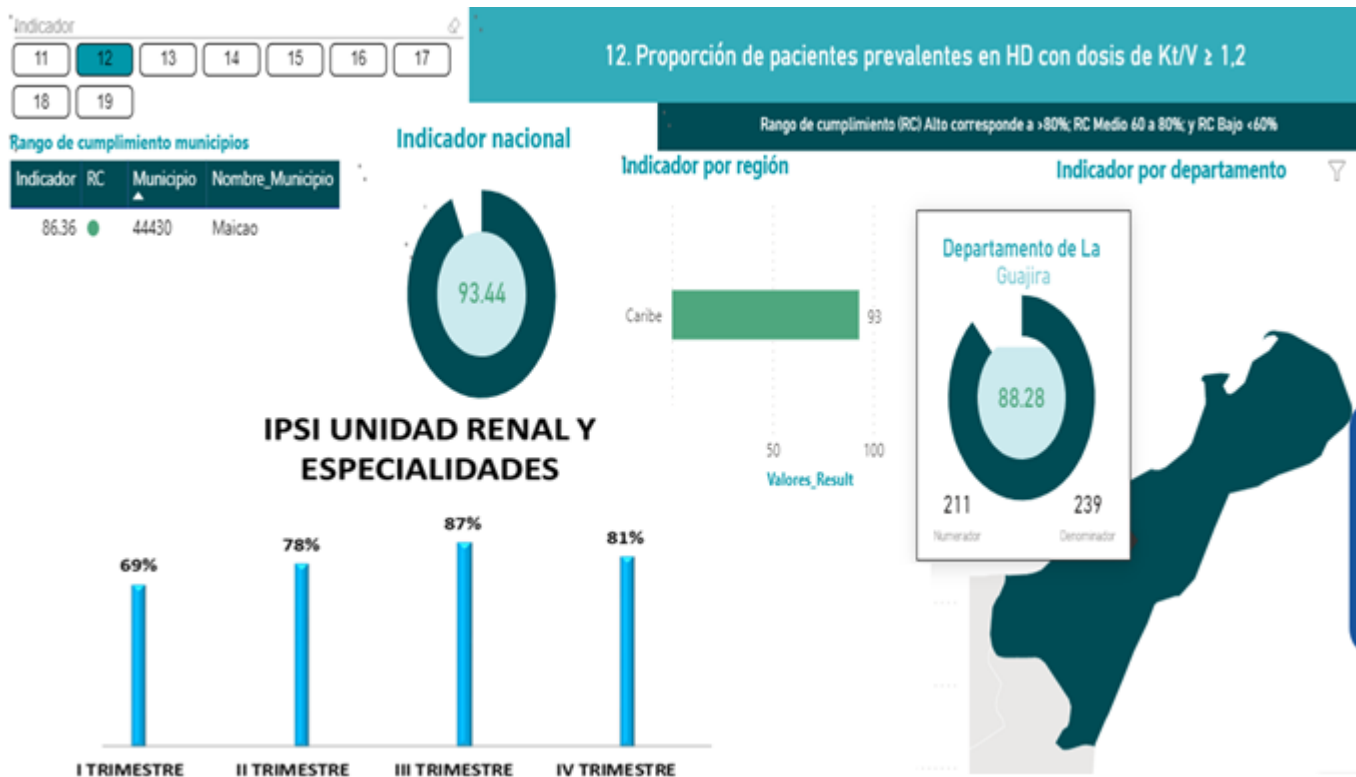 Indicador
11 12 13 14 15 16 17
18 19
12. Proporción de pacientes prevalentes en HD con dosis de Kt/V ≥ 1,2
Rango de cumplimiento (RC) Alto corresponde a >80%; RC Medio 60 a 80%; y RC Bajo <60%
Rango de cumplimiento municipios
Indicador RC Municipio Nombre_Municipio
86.36 44430 Maicao
Indicador nacional
93.44
Indicador por región
Caribe 93
50 100
Valores_Result
Indicador por departamento
Departamento de La
Guajira
88.28
211 239
Numerador Denominador
IPSI UNIDAD RENAL Y
ESPECIALIDADES
69% 78% 87% 81%
I TRIMESTRE II TRIMESTRE III TRIMESTRE IV TRIMESTRE